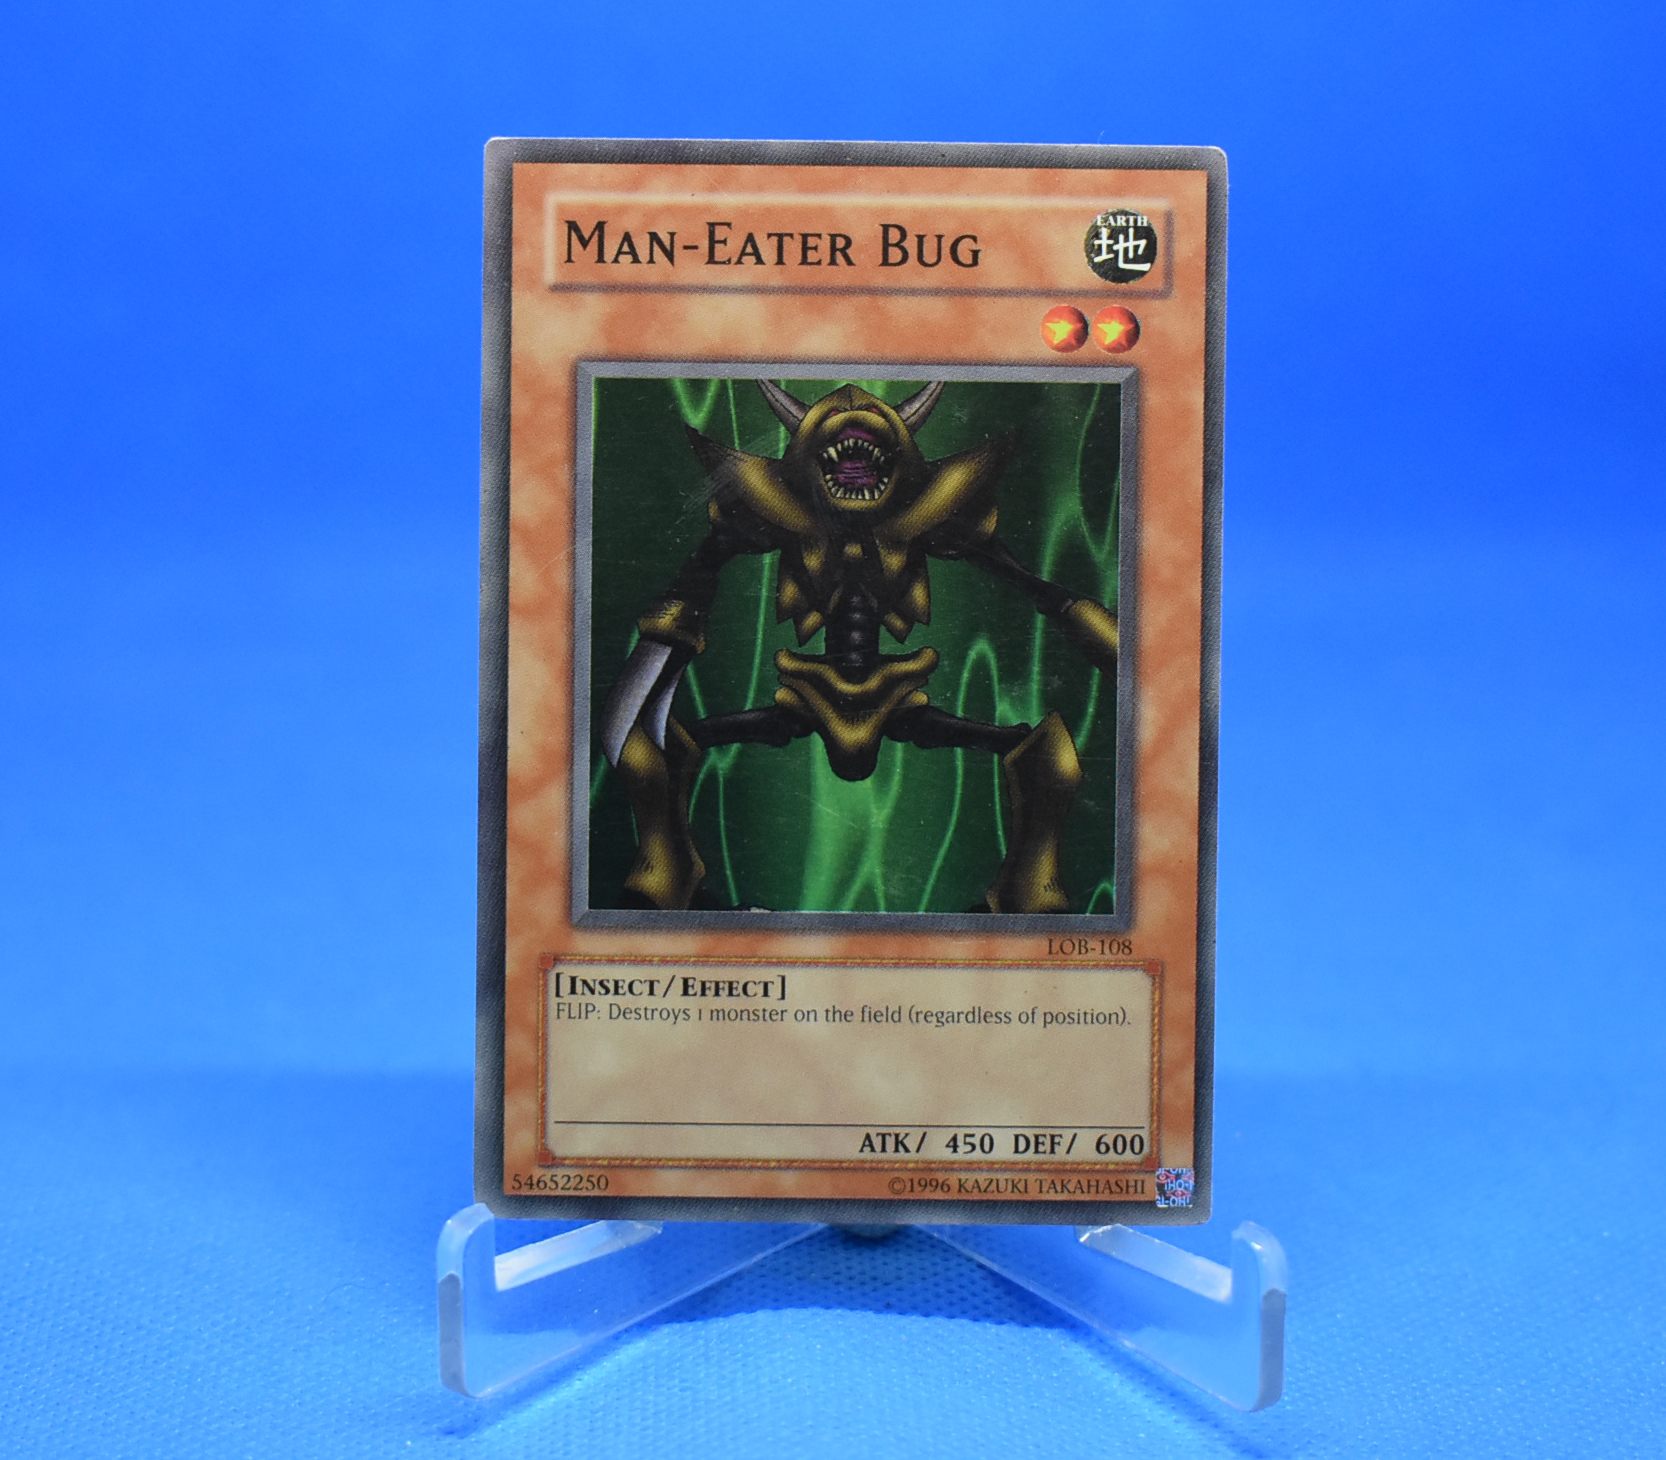 Man-Eater Bug
EARTH
地
LOB-108
[Insect/Effect]
FLIP: Destroys 1 monster on the field (regardless of position).
ATK/ 450 DEF/ 600
54652250
©1996 KAZUKI TAKAHASHI